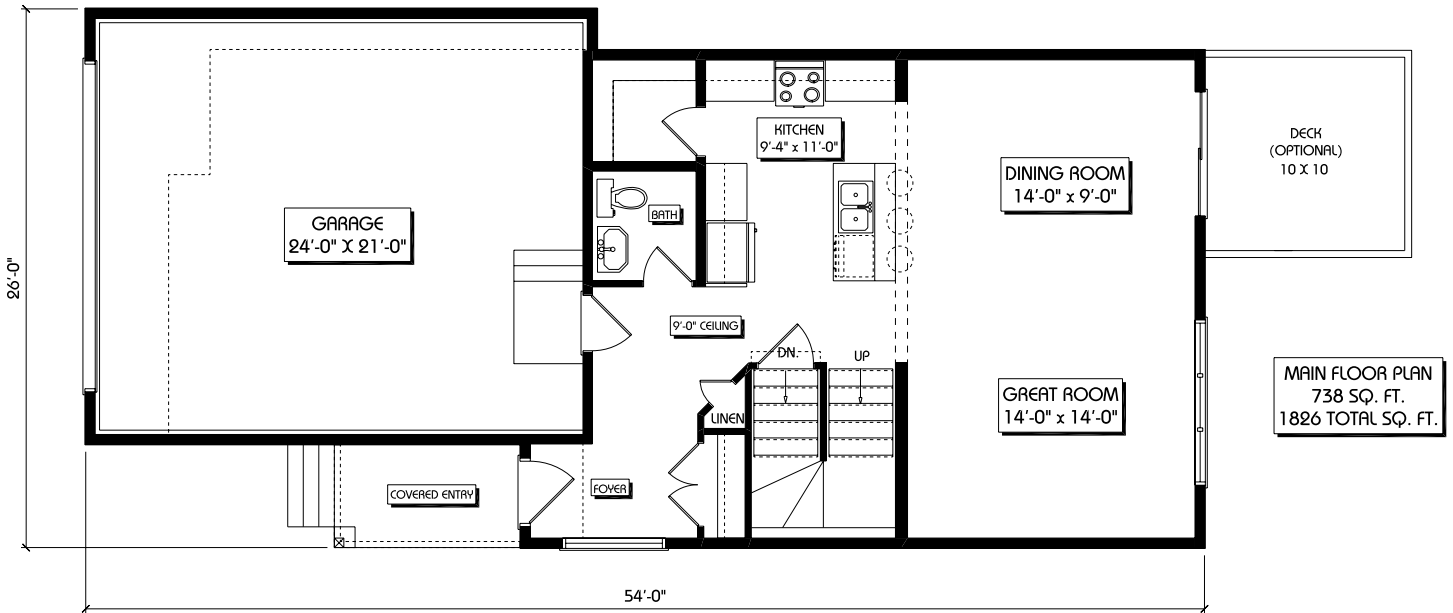 KITCHEN
9'-4" x 11'-0"
DECK
(OPTIONAL)
10 X 10
DINING ROOM
14'-0" x 9'-0"
GARAGE
24'-0" X 21'-0"
BATH
26'-0"
9'-0" CEILING
DN.
UP
MAIN FLOOR PLAN
738 SQ. FT.
1826 TOTAL SQ. FT.
GREAT ROOM
14'-0" x 14'-0"
LINEN
COVERED ENTRY
FOYER
54'-0"